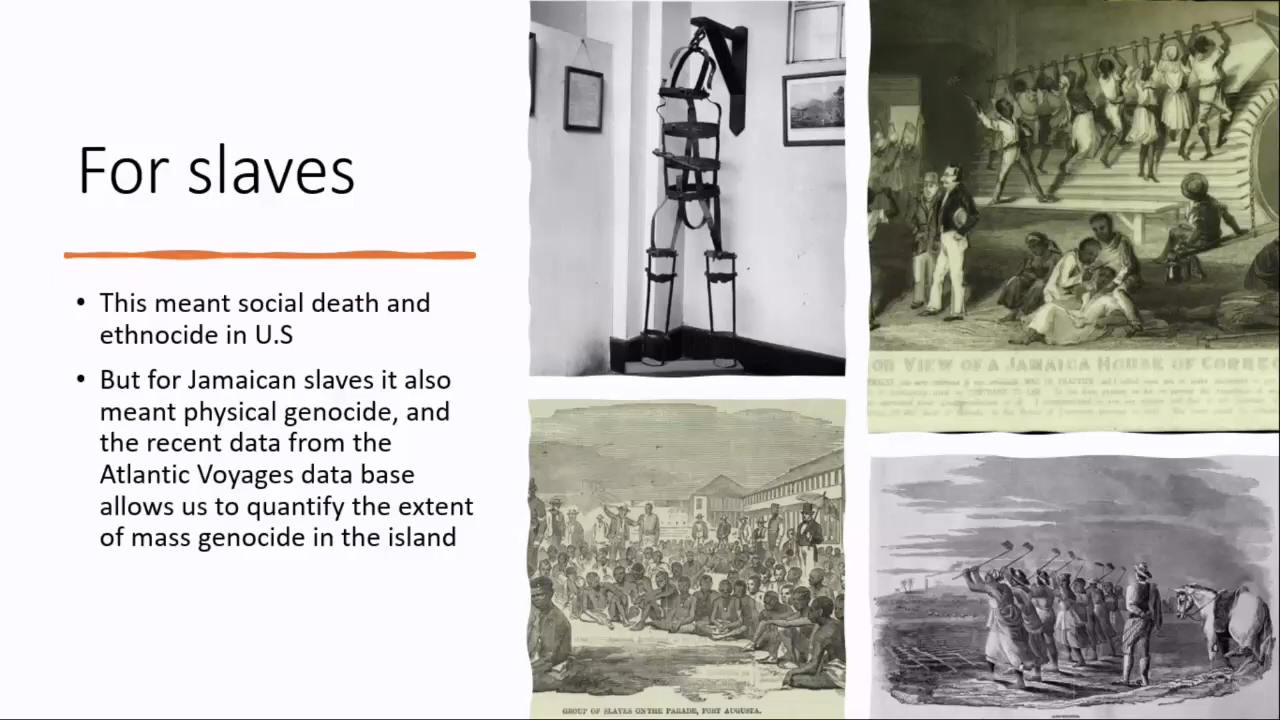 For slaves
• This meant social death and
ethnocide in U.S
• But for Jamaican slaves it also
meant physical genocide, and
the recent data from the
Atlantic Voyages data base
allows us to quantify the extent
of mass genocide in the island
VIEW OF A JAMAICA HOUSE OF CORREC
GROUP OF SLAVES ON THE PARADE, FORT AUGUSTA.